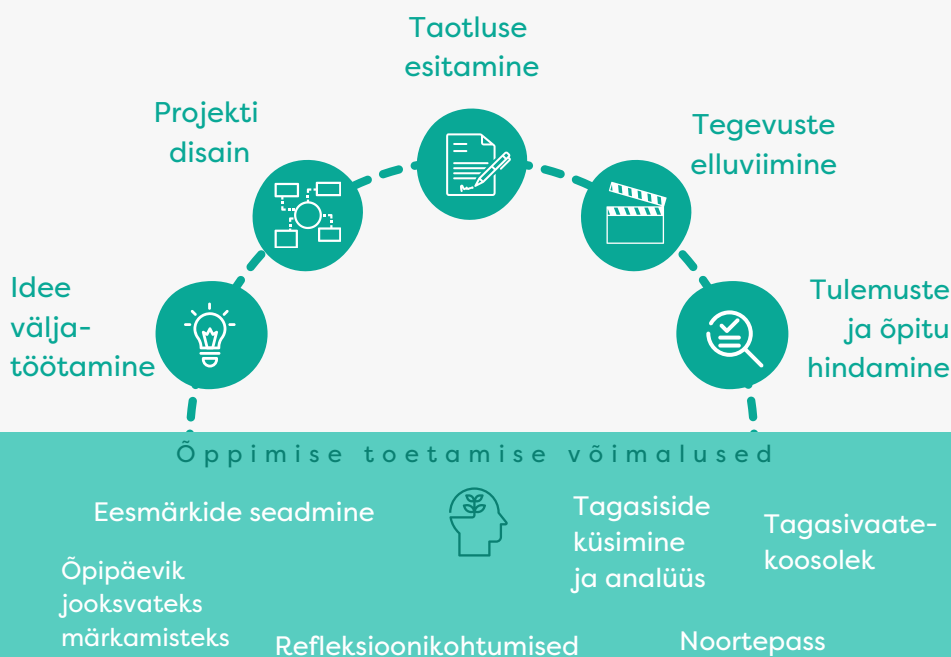 Taotluse
esitamine
Projekti
disain
Tegevuste
elluviimine
Idee
välja-
töötamine
Tulemuste
ja õpitu
hindamine
Õppimise toetamise võimalused
Eesmärkide seadmine
Tagasiside
küsimine
ja analüüs
Tagasivaate-
koosolek
Õpipäevik
jooksvateks
märkamisteks
Refleksioonikohtumised
Noortepass